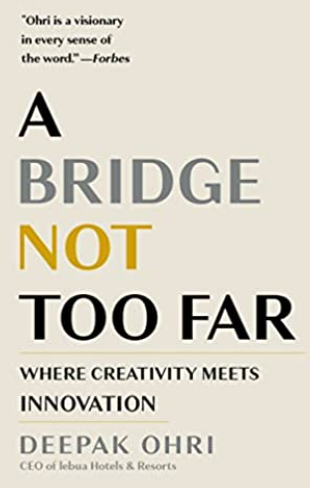 "Ohri is a visionary
in every sense of
the word." —Forbes
A
BRIDGE
NOT
TOO FAR
WHERE CREATIVITY MEETS
INNOVATION
DEEPAK OHRI
CEO of lebua Hotels & Resorts